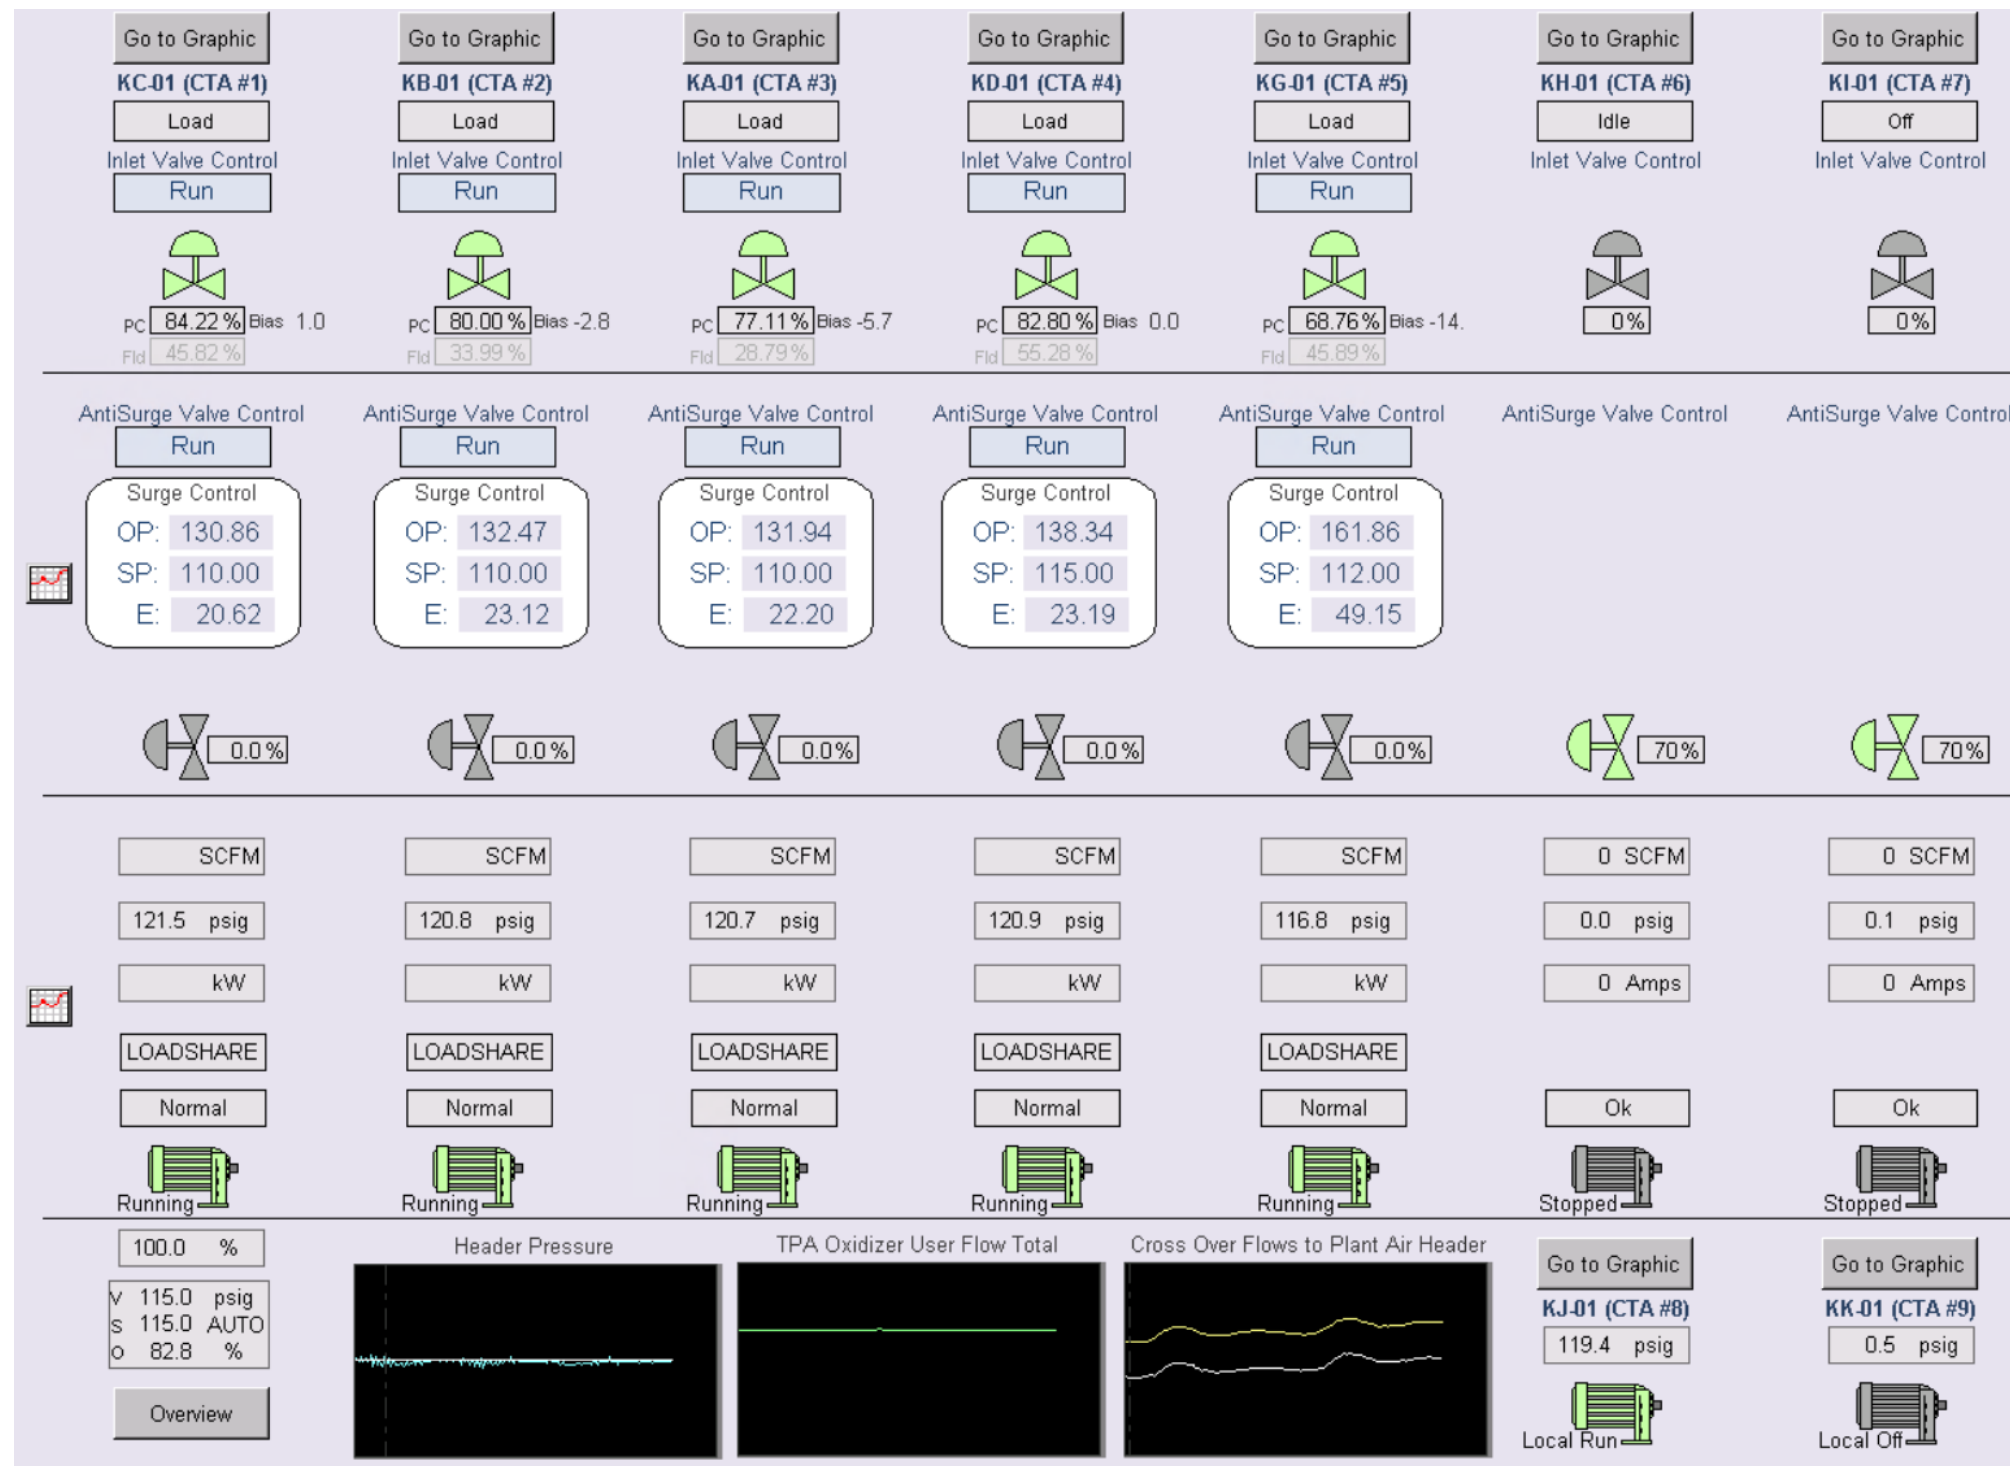 Go to Graphic Go to Graphic Go to Graphic Go to Graphic Go to Graphic Go to Graphic Go to Graphic
KC-01 (CTA #1) KB-01 (CTA #2) KA-01 (CTA #3) KD-01 (CTA #4) KG-01 (CTA #5) KH-01 (CTA #6) KI-01 (CTA #7)
Load Load Load Load Load Idle Off
Inlet Valve Control Inlet Valve Control Inlet Valve Control Inlet Valve Control Inlet Valve Control Inlet Valve Control Inlet Valve Control
Run Run Run Run Run
PC 84.22 % Bias 1.0 PC 80.00 % Bias -2.8 PC 77.11 % Bias -5.7 PC 82.80 % Bias 0.0 PC 68.76 % Bias -14. 0% 0%
Fld 45.82 % Fld 33.99 % Fld 28.79 % Fld 55.28 % Fld 45.89 %
AntiSurge Valve Control AntiSurge Valve Control AntiSurge Valve Control AntiSurge Valve Control AntiSurge Valve Control AntiSurge Valve Control AntiSurge Valve Control
Run Run Run Run Run
Surge Control Surge Control Surge Control Surge Control Surge Control
OP: 130.86 OP: 132.47 OP: 131.94 OP: 138.34 OP: 161.86
SP: 110.00 SP: 110.00 SP: 110.00 SP: 115.00 SP: 112.00
E: 20.62 E: 23.12 E: 22.20 E: 23.19 E: 49.15
0.0 % 0.0 % 0.0 % 0.0 % 0.0 % 70% 70%
SCFM SCFM SCFM SCFM SCFM 0 SCFM 0 SCFM
121.5 psig 120.8 psig 120.7 psig 120.9 psig 116.8 psig 0.0 psig 0.1 psig
kW kW kW kW kW 0 Amps 0 Amps
LOADSHARE LOADSHARE LOADSHARE LOADSHARE LOADSHARE
Normal Normal Normal Normal Normal Ok Ok
Running Running Running Running Running Stopped Stopped
100.0 % Header Pressure TPA Oxidizer User Flow Total Cross Over Flows to Plant Air Header Go to Graphic Go to Graphic
V 115.0 psig KJ-01 (CTA #8) KK-01 (CTA #9)
S 115.0 AUTO 119.4 psig 0.5 psig
O 82.8 %
Overview Local Run Local Off